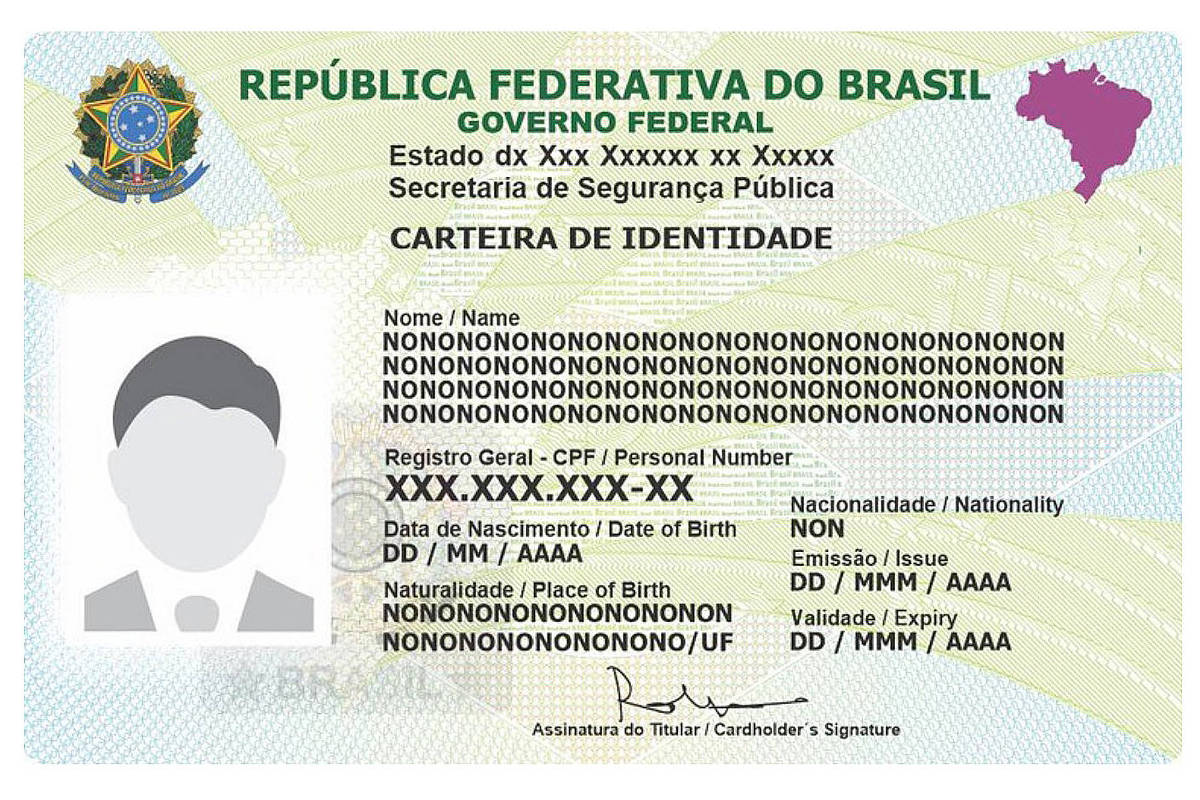 REPÚBLICA FEDERATIVA DO BRASIL
GOVERNO FEDERAL
Estado dx Xxx Xxxxxx xx Xxxxx
Secretaria de Segurança Pública
CARTEIRA DE IDENTIDADE
Nome / Name
NONONONONONONONONONONONONONONONONONON
NONONONONONONONONONONONONONONONONONON
NONONONONONONONONONONONONONONONONONON
NONONONONONONONONONONONONONONONONONON
Registro Geral - CPF / Personal Number
XXX.XXX.XXX-XX
Nacionalidade / Nationality
NON
Data de Nascimento / Date of Birth
DD / MM / AAAA
Emissão / Issue
DD / MMM / AAAA
Naturalidade / Place of Birth
NONONONONONONONONON
NONONONONONONONO/UF
Validade / Expiry
DD / MMM / AAAA
BRASIL
Assinatura do Titular / Cardholder´s Signature